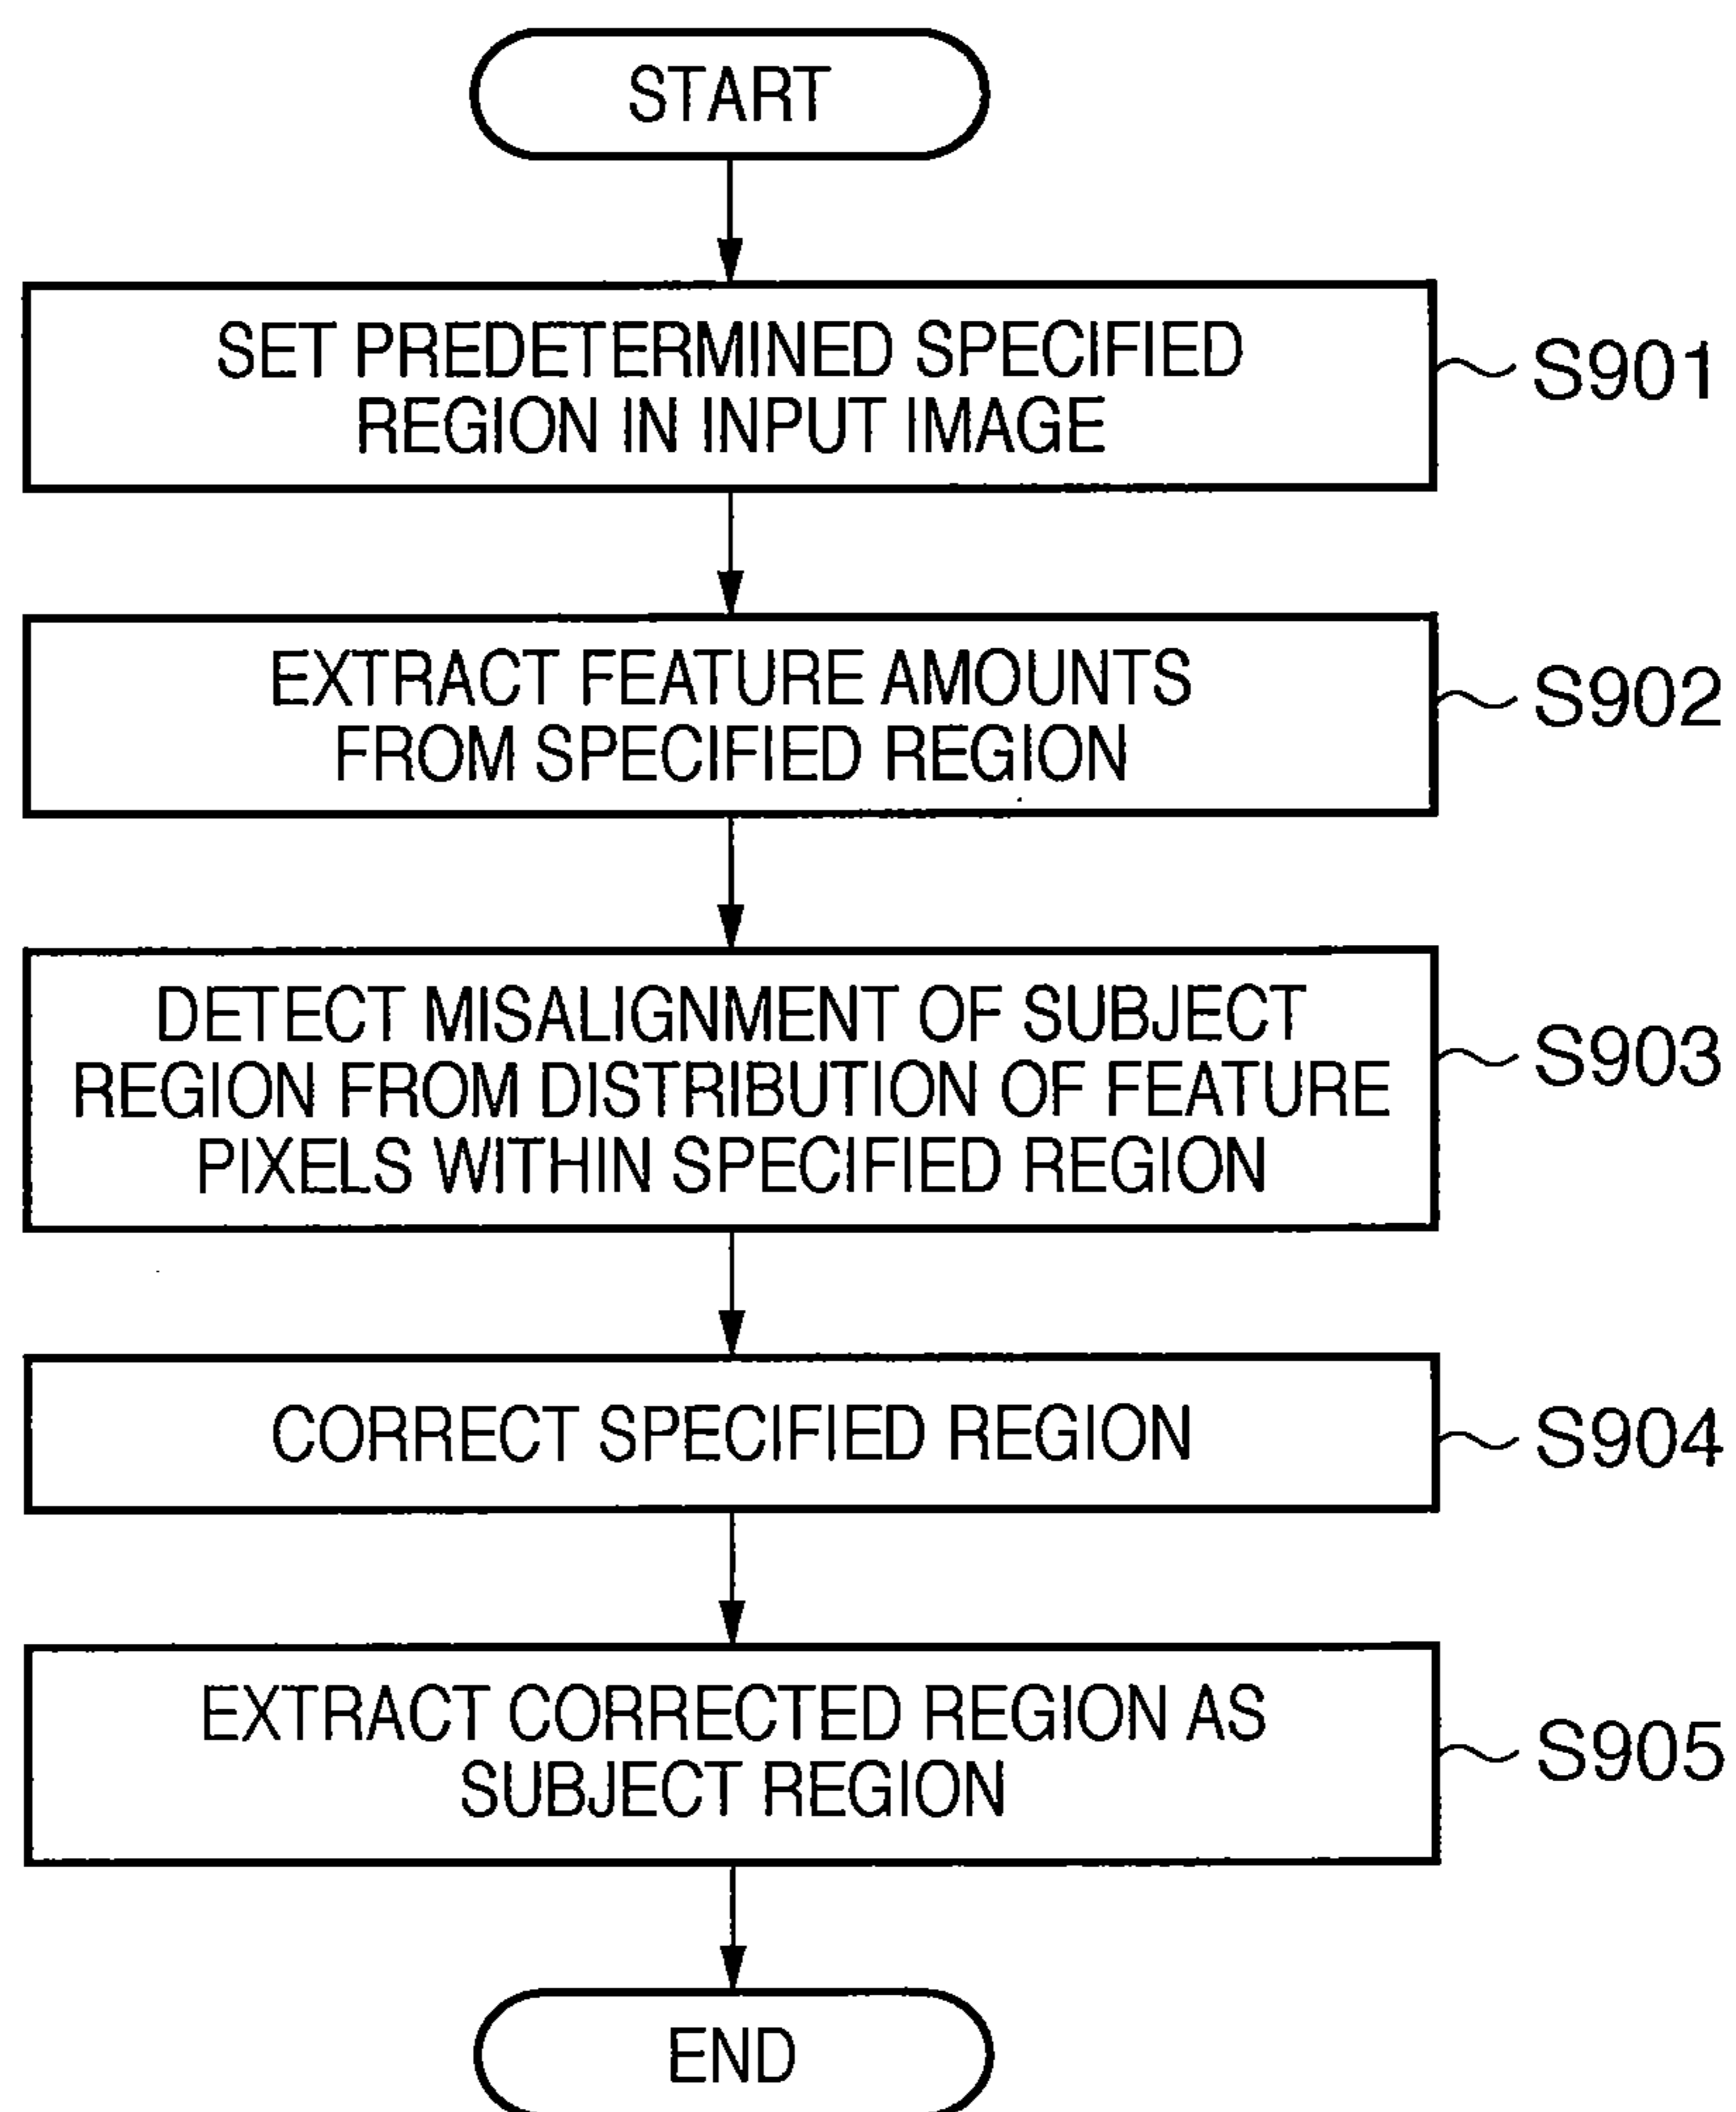 START
SET PREDETERMINED SPECIFIED
REGION IN INPUT IMAGE
S901
EXTRACT FEATURE AMOUNTS
FROM SPECIFIED REGION
S902
DETECT MISALIGNMENT OF SUBJECT
REGION FROM DISTRIBUTION OF FEATURE
PIXELS WITHIN SPECIFIED REGION
S903
CORRECT SPECIFIED REGION
S904
EXTRACT CORRECTED REGION AS
SUBJECT REGION
S905
END